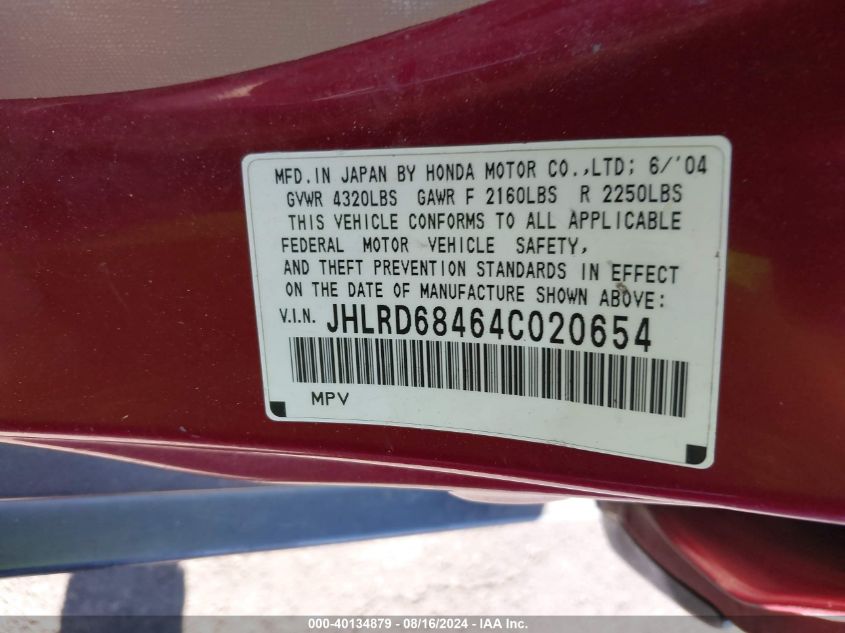 MFD.IN JAPAN BY HONDA MOTOR CO.,LTD; 6/'04
GVWR 4320LBS GAWR F 2160LBS R 2250LBS
THIS VEHICLE CONFORMS TO ALL APPLICABLE
FEDERAL MOTOR VEHICLE SAFETY,
AND THEFT PREVENTION STANDARDS IN EFFECT
ON THE DATE OF MANUFACTURE SHOWN ABOVE:
V.I.N. JHLRD68464C020654
MPV
000-40134879 - 08/16/2024 - IAA Inc.